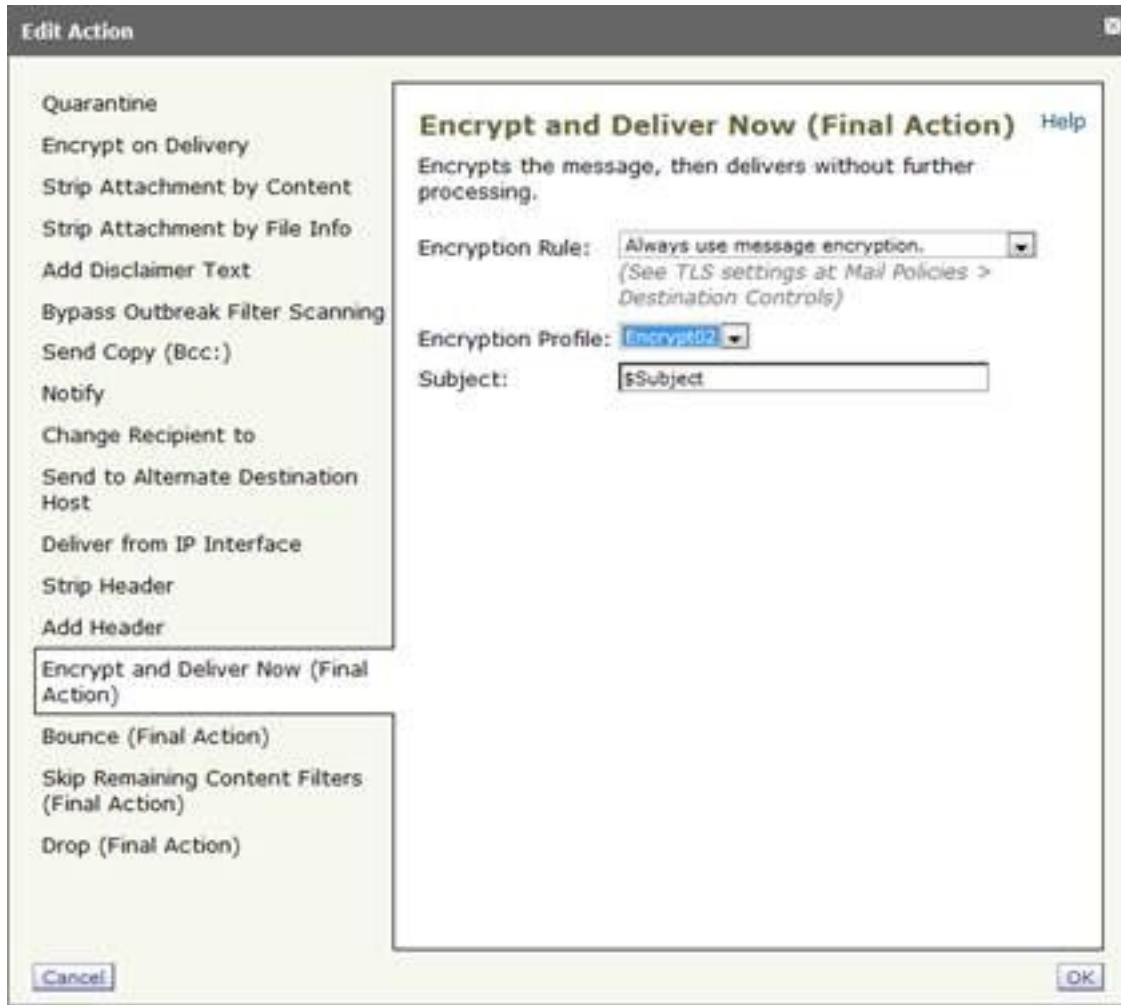 Edit Action
Quarantine
Encrypt on Delivery
Strip Attachment by Content
Strip Attachment by File Info
Add Disclaimer Text
Bypass Outbreak Filter Scanning
Send Copy (Bcc:)
Notify
Change Recipient to
Send to Alternate Destination
Host
Deliver from IP Interface
Strip Header
Add Header
Encrypt and Deliver Now (Final
Action)
Bounce (Final Action)
Skip Remaining Content Filters
(Final Action)
Drop (Final Action)
Encrypt and Deliver Now (Final Action) Help
Encrypts the message, then delivers without further
processing.
Encryption Rule: Always use message encryption.
(See TLS settings at Mail Policies >
Destination Controls)
Encryption Profile: Encrypt02
Subject: $Subject
Cancel OK